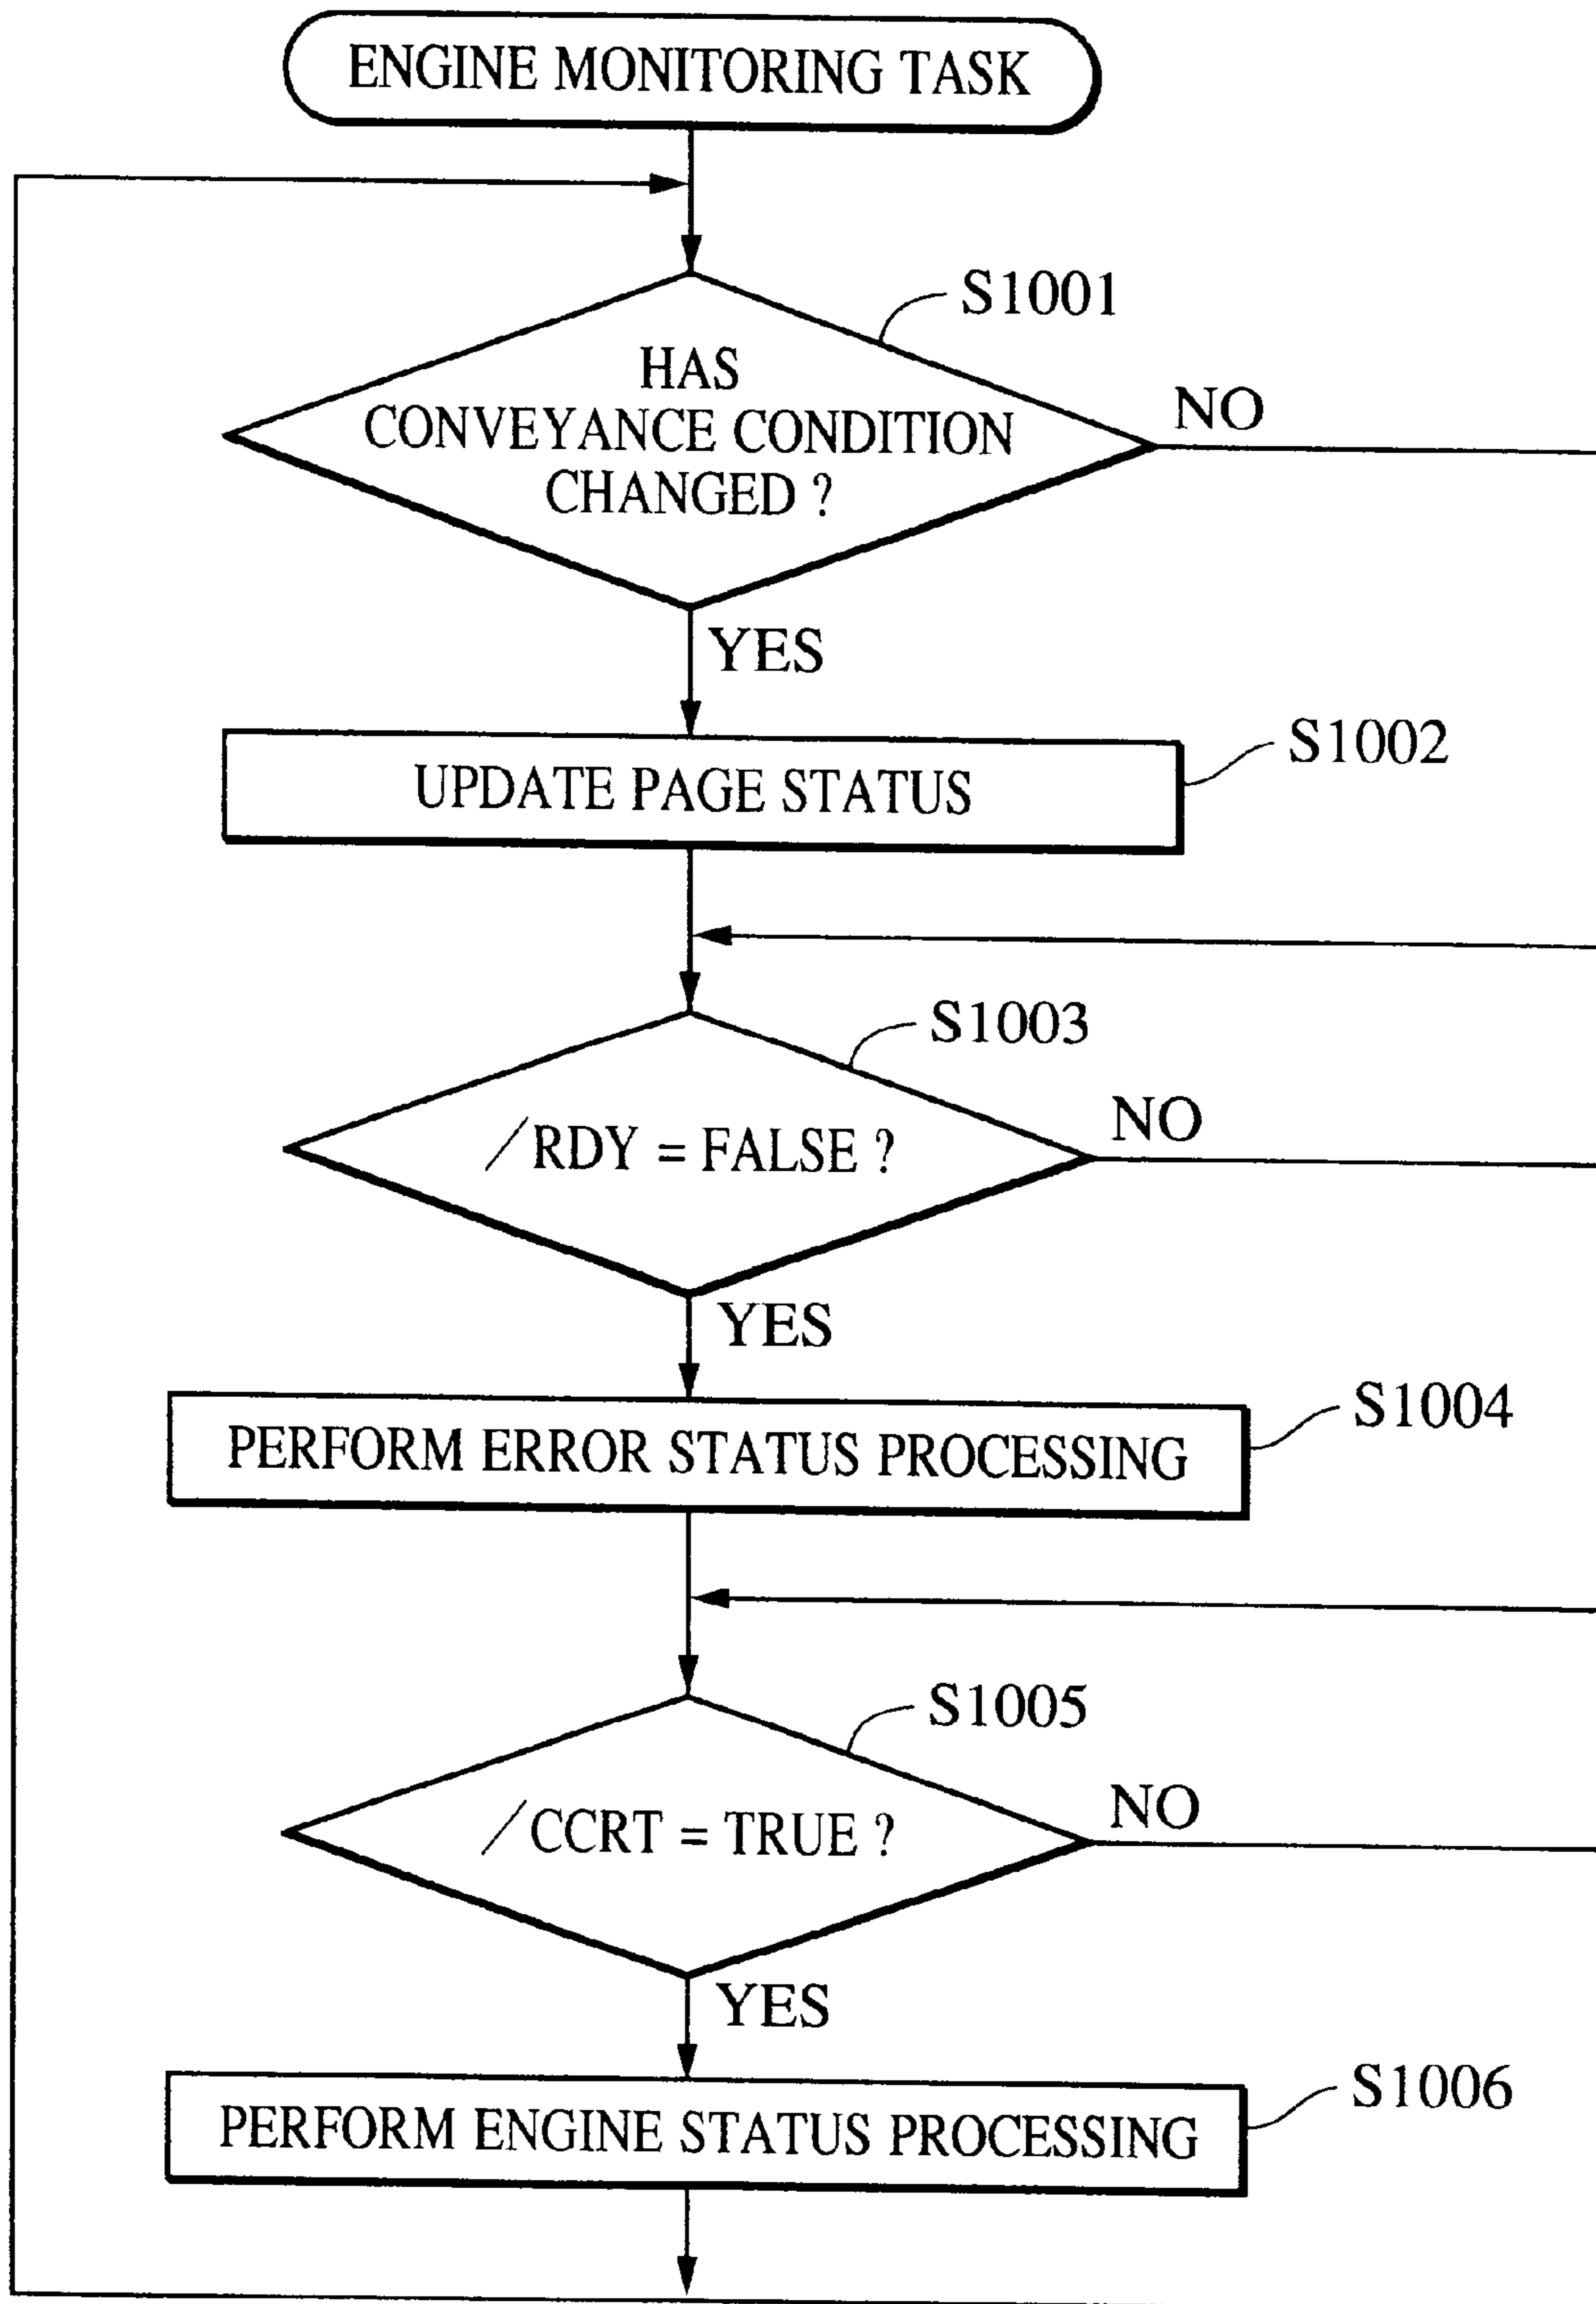 ENGINE MONITORING TASK
S1001
HAS
CONVEYANCE CONDITION
CHANGED ?
NO
YES
S1002
UPDATE PAGE STATUS
S1003
/RDY = FALSE ?
NO
YES
S1004
PERFORM ERROR STATUS PROCESSING
S1005
/CCRT = TRUE ?
NO
YES
S1006
PERFORM ENGINE STATUS PROCESSING